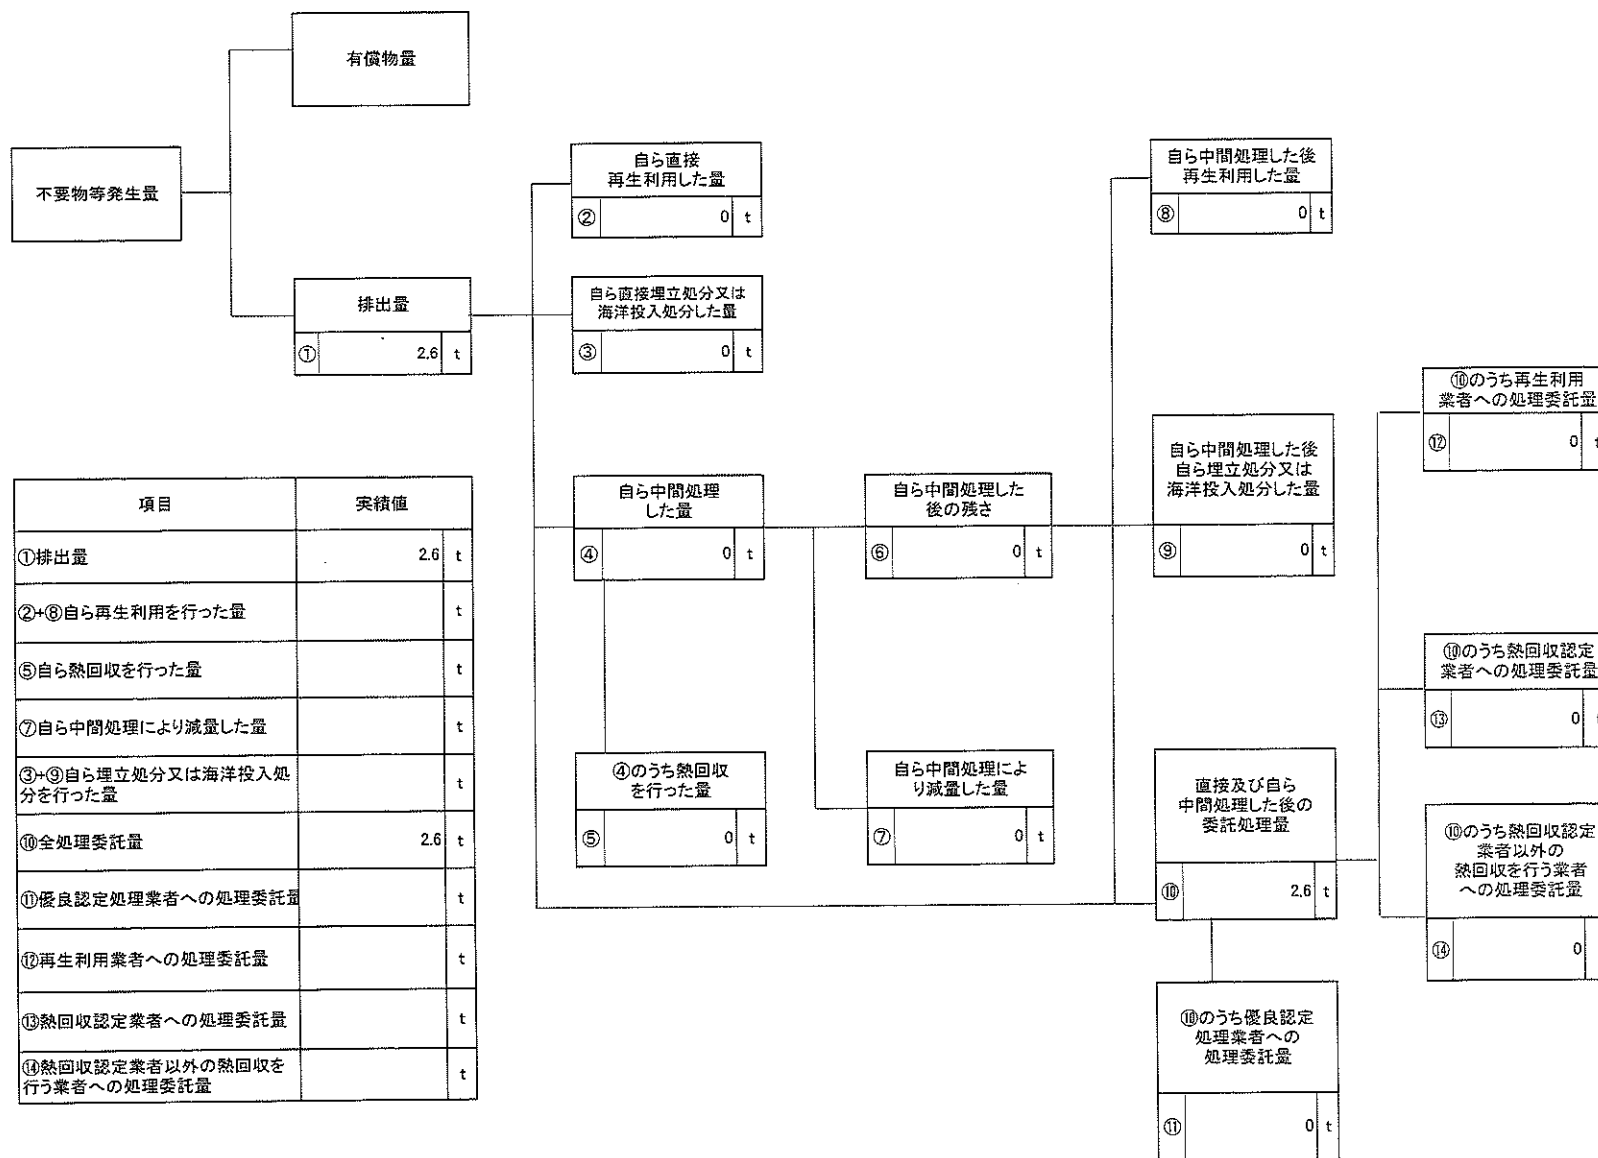 有償物量
不要物等発生量
排出量
① 2.6 t
自ら直接
再生利用した量
② 0 t
自ら直接埋立処分又は
海洋投入処分した量
③ 0 t
自ら中間処理
した量
④ 0 t
④のうち熱回収
を行った量
⑤ 0 t
自ら中間処理した
後の残さ
⑥ 0 t
自ら中間処理によ
り減量した量
⑦ 0 t
自ら中間処理した後
再生利用した量
⑧ 0 t
自ら中間処理した後
自ら埋立処分又は
海洋投入処分した量
⑨ 0 t
直接及び自ら
中間処理した後の
委託処理量
⑩ 2.6 t
⑩のうち優良認定
処理業者への
処理委託量
⑪ 0 t
⑩のうち再生利用
業者への処理委託量
⑫ 0 t
⑩のうち熱回収認定
業者への処理委託量
⑬ 0
⑩のうち熱回収認定
業者以外の
熱回収を行う業者
への処理委託量
⑭ 0
項目 実績値
①排出量 2.6 t
②+⑧自ら再生利用を行った量 t
⑤自ら熱回収を行った量 t
⑦自ら中間処理により減量した量 t
③+⑨自ら埋立処分又は海洋投入処
分を行った量 t
⑩全処理委託量 2.6 t
⑪優良認定処理業者への処理委託量 t
⑫再生利用業者への処理委託量 t
⑬熱回収認定業者への処理委託量 t
⑭熱回収認定業者以外の熱回収を
行う業者への処理委託量 t